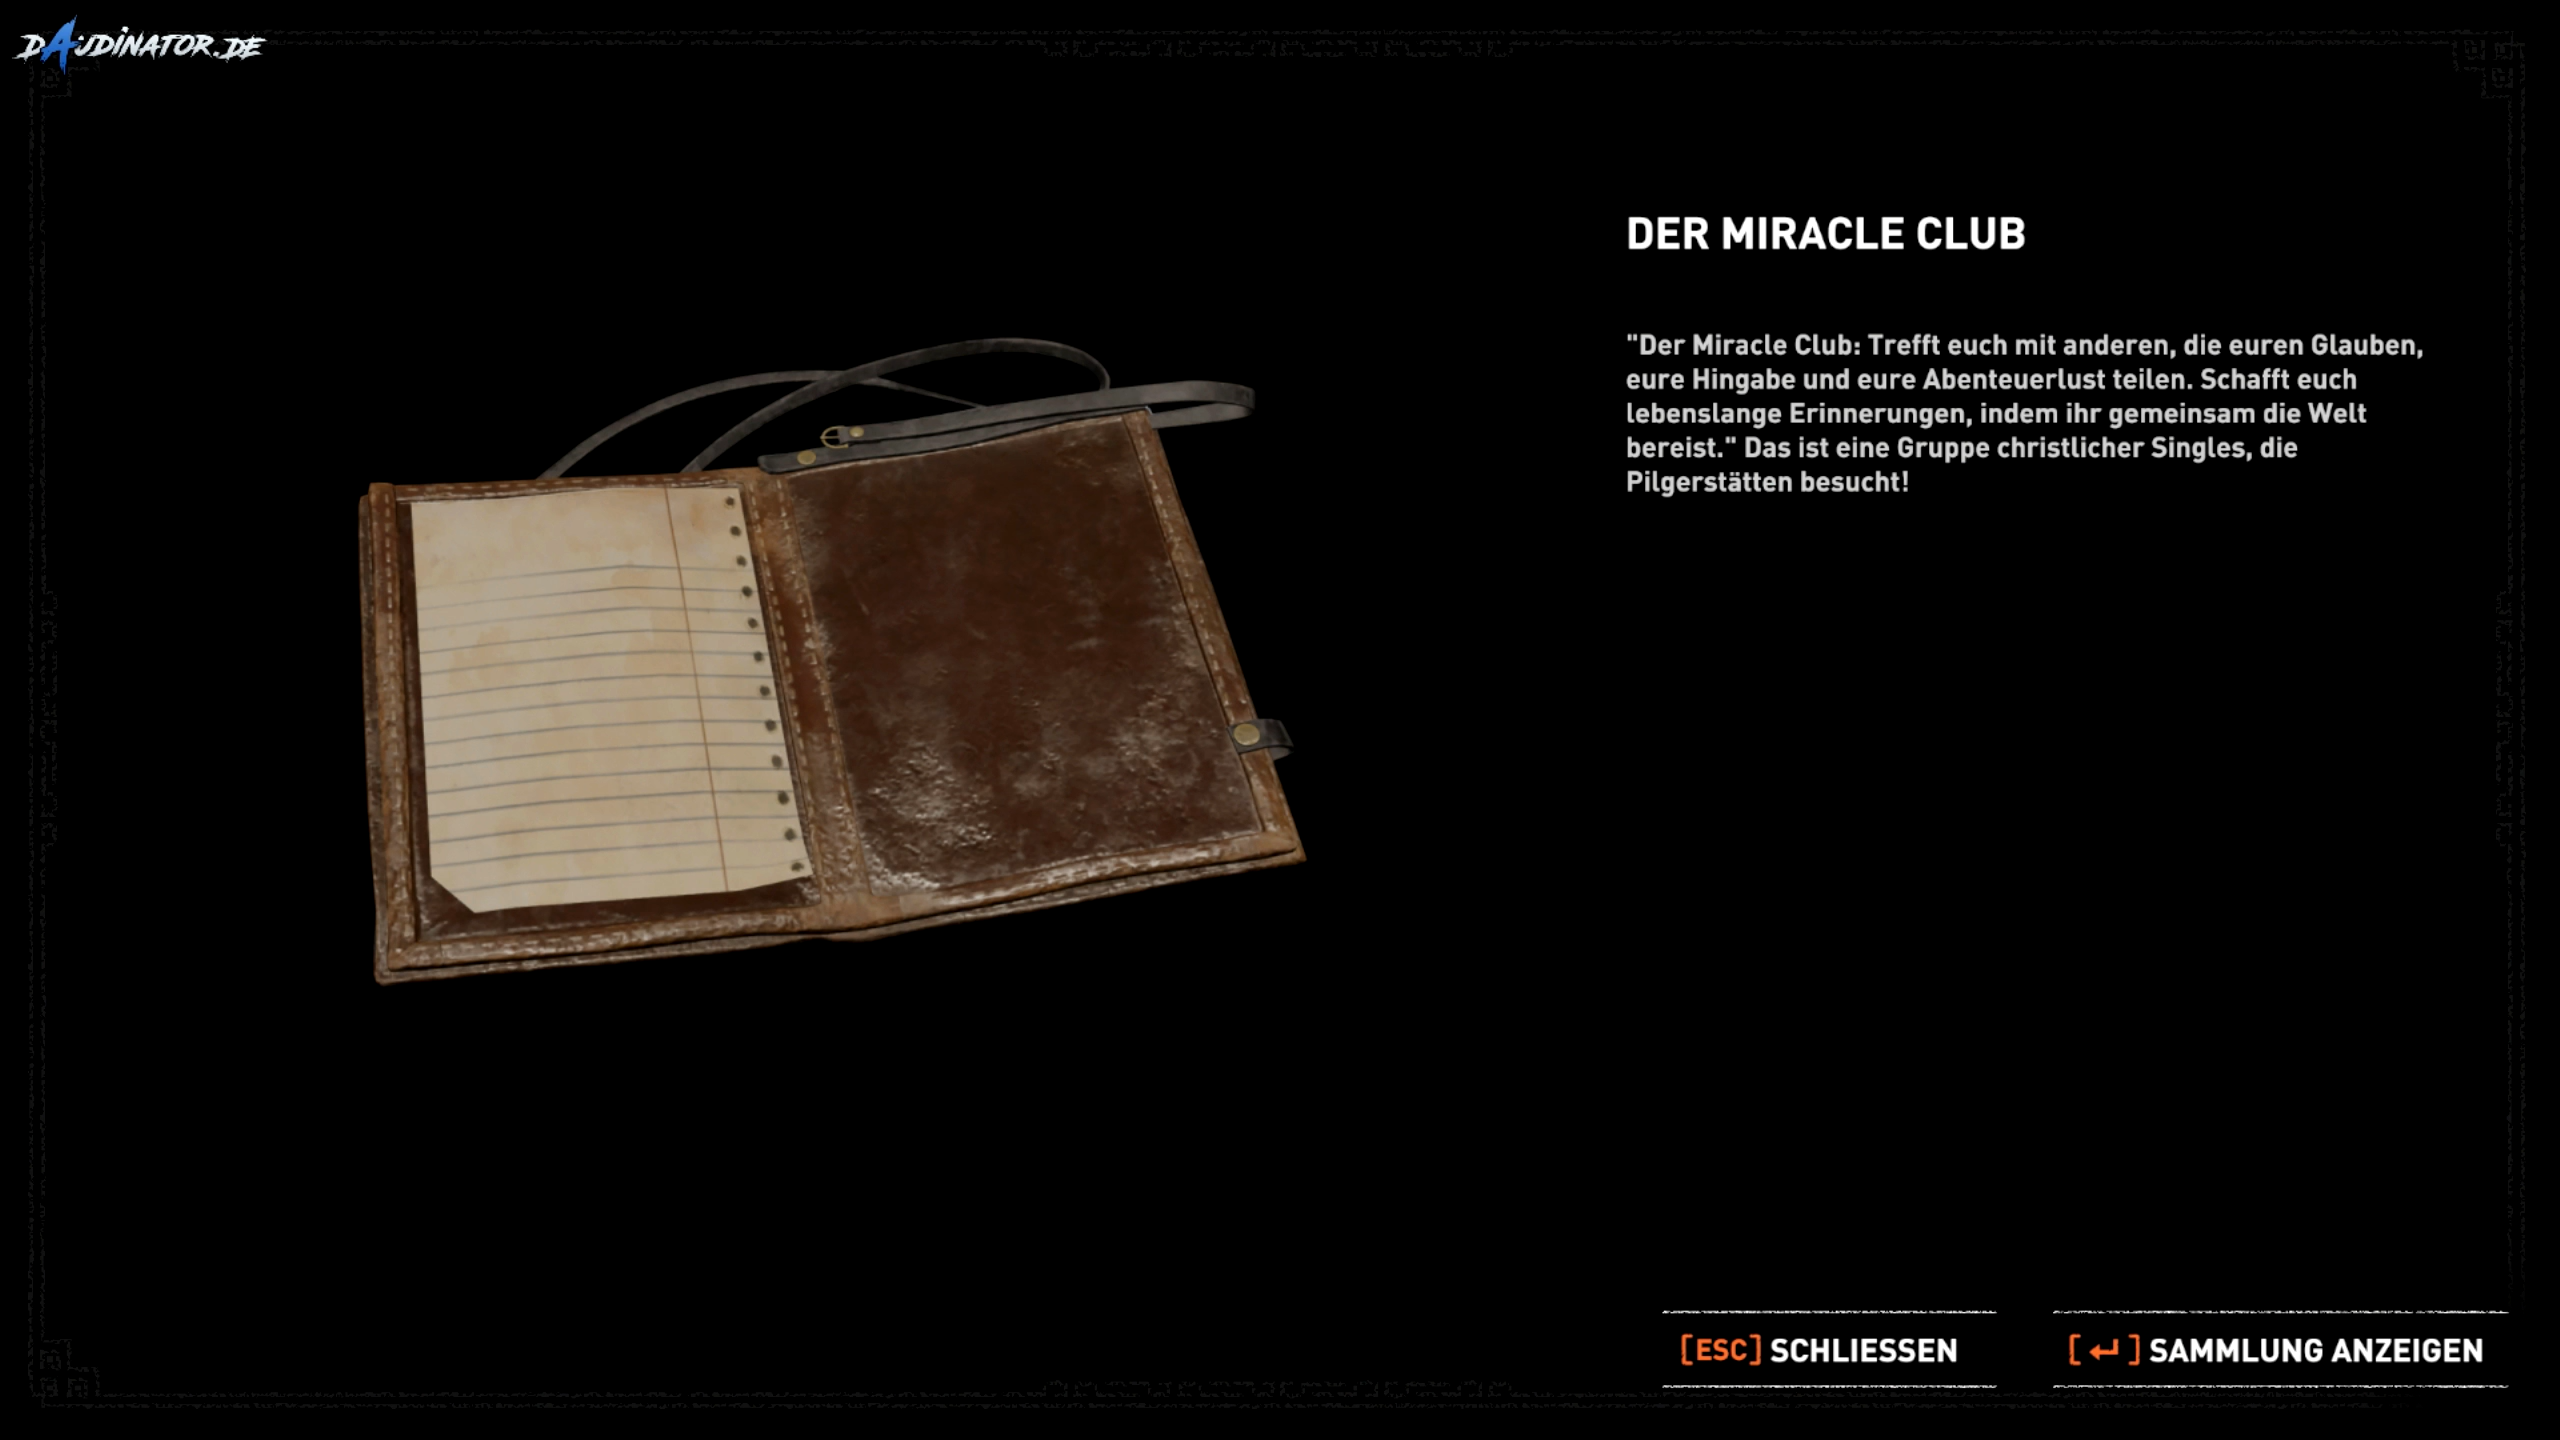 DAUDINATOR.DE
DER MIRACLE CLUB
"Der Miracle Club: Trefft euch mit anderen, die euren Glauben,
eure Hingabe und eure Abenteuerlust teilen. Schafft euch
lebenslange Erinnerungen, indem ihr gemeinsam die Welt
bereist." Das ist eine Gruppe christlicher Singles, die
Pilgerstätten besucht!
[ESC] SCHLIESSEN
[↵] SAMMLUNG ANZEIGEN